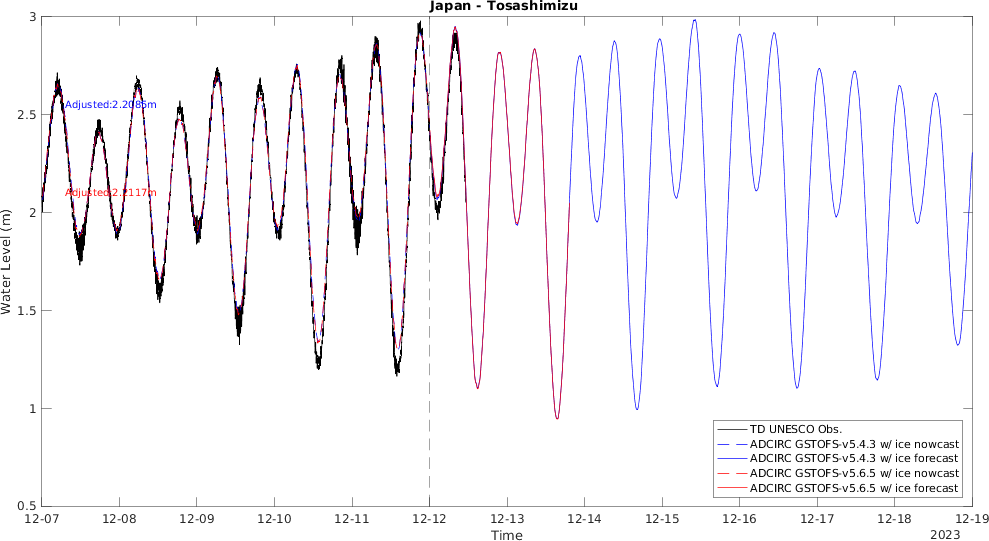 Japan - Tosashimizu
3
2.5
2
1.5
1
0.5
Water Level (m)
Adjusted:2.2085m
Adjusted:2.2117m
TD UNESCO Obs.
ADCIRC GSTOFS-v5.4.3 w/ ice nowcast
ADCIRC GSTOFS-v5.4.3 w/ ice forecast
ADCIRC GSTOFS-v5.6.5 w/ ice nowcast
ADCIRC GSTOFS-v5.6.5 w/ ice forecast
12-07 12-08 12-09 12-10 12-11 12-12 12-13 12-14 12-15 12-16 12-17 12-18 12-19
Time
2023